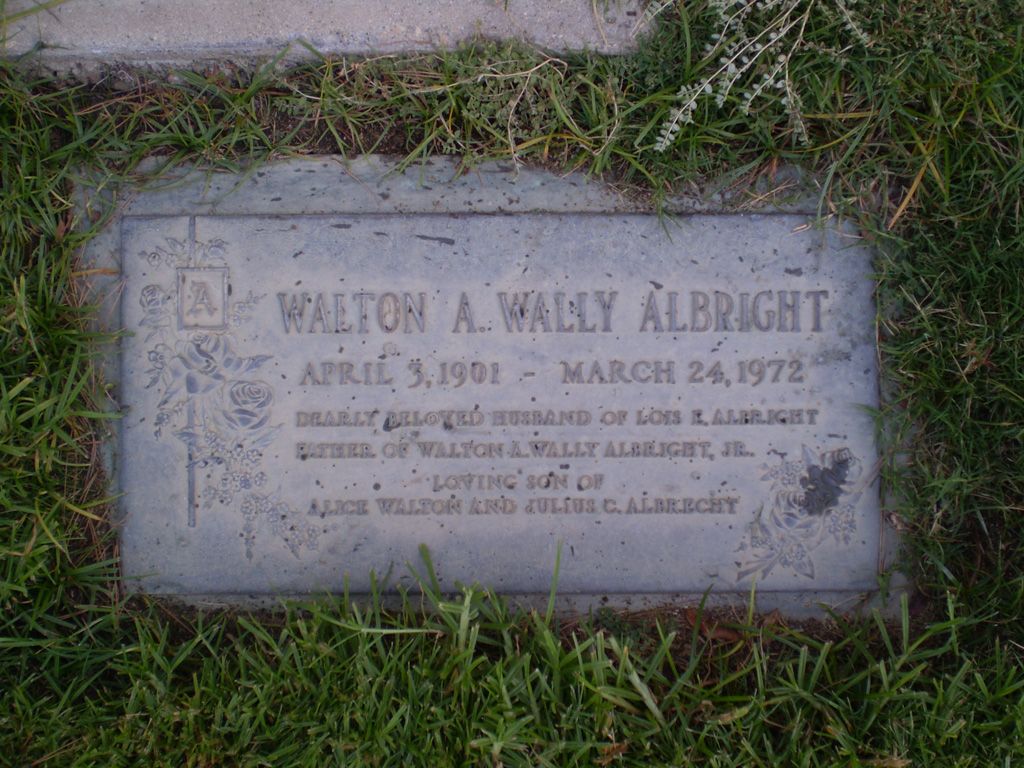 A
WALTON A. WALLY ALBRIGHT
APRIL 3, 1901 - MARCH 24, 1972
DEARLY BELOVED HUSBAND OF LOIS E. ALBRIGHT
FATHER OF WALTON A. WALLY ALBRIGHT, JR.
LOVING SON OF
ALICE WALTON AND JULIUS C. ALBRECHT